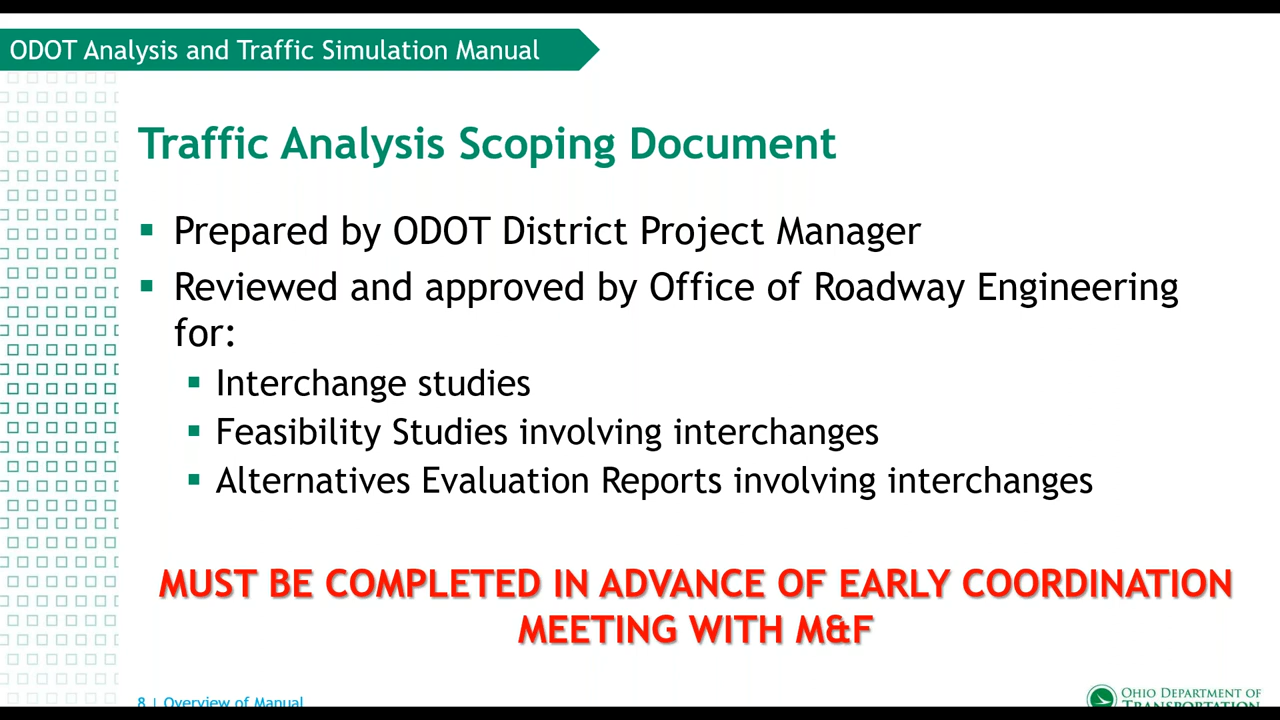 ODOT Analysis and Traffic Simulation Manual
Traffic Analysis Scoping Document
▪ Prepared by ODOT District Project Manager
▪ Reviewed and approved by Office of Roadway Engineering
for:
▪ Interchange studies
▪ Feasibility Studies involving interchanges
▪ Alternatives Evaluation Reports involving interchanges
MUST BE COMPLETED IN ADVANCE OF EARLY COORDINATION
MEETING WITH M&F
8 | Overview of Manual
OHIO DEPARTMENT OF
TRANSPORTATION